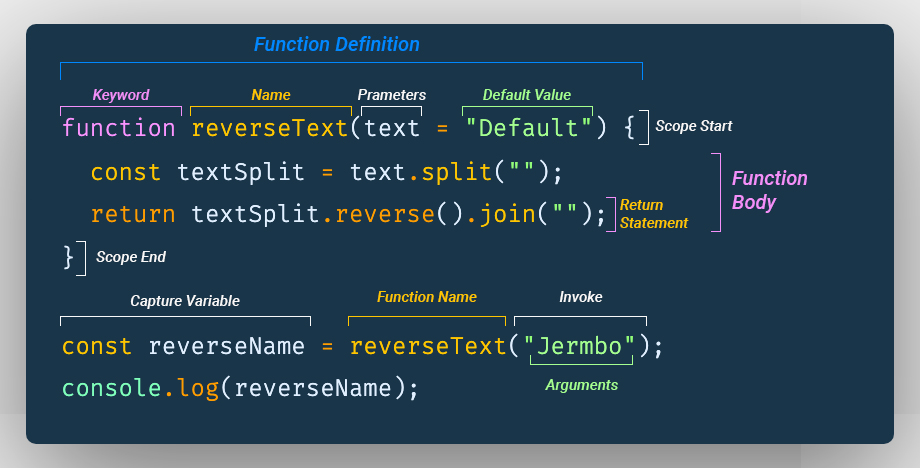 Function Definition
Keyword Name Prameters Default Value
function reverseText(text = "Default") { Scope Start
const textSplit = text.split("");
Function Body
return textSplit.reverse().join("");
Return Statement
} Scope End
Capture Variable Function Name Invoke
const reverseName = reverseText("Jermbo");
Arguments
console.log(reverseName);